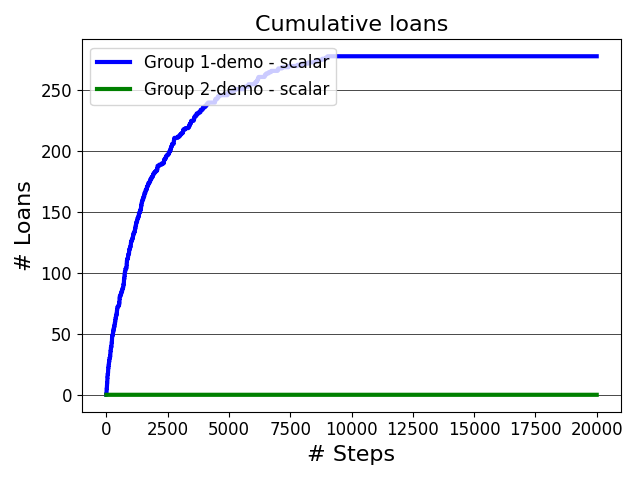 Cumulative loans
Group 1-demo - scalar
Group 2-demo - scalar
# Loans
250
200
150
100
50
0
0 2500 5000 7500 10000 12500 15000 17500 20000
# Steps